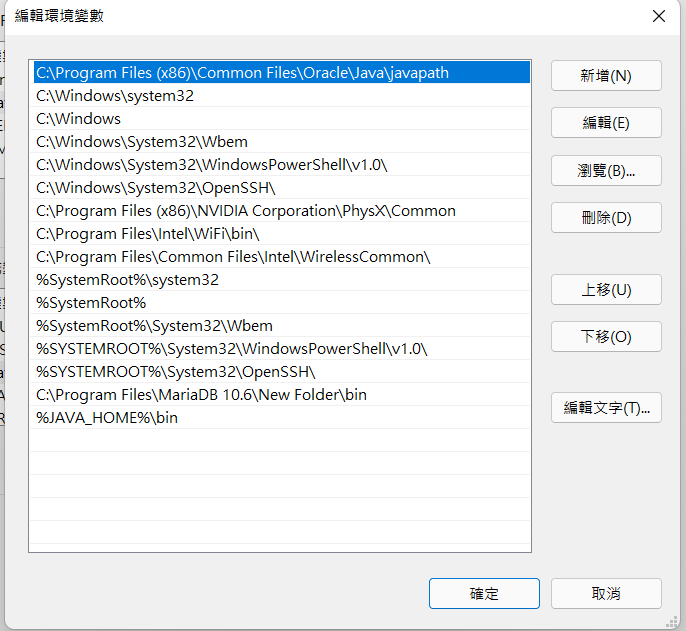 編輯環境變數
C:\Program Files (x86)\Common Files\Oracle\Java\javapath
C:\Windows\system32
C:\Windows
C:\Windows\System32\Wbem
C:\Windows\System32\WindowsPowerShell\v1.0\
C:\Windows\System32\OpenSSH\
C:\Program Files (x86)\NVIDIA Corporation\PhysX\Common
C:\Program Files\Intel\WiFi\bin\
C:\Program Files\Common Files\Intel\WirelessCommon\
%SystemRoot%\system32
%SystemRoot%
%SystemRoot%\System32\Wbem
%SYSTEMROOT%\System32\WindowsPowerShell\v1.0\
%SYSTEMROOT%\System32\OpenSSH\
C:\Program Files\MariaDB 10.6\New Folder\bin
%JAVA_HOME%\bin
新增(N)
編輯(E)
瀏覽(B)...
刪除(D)
上移(U)
下移(O)
編輯文字(T)...
確定
取消